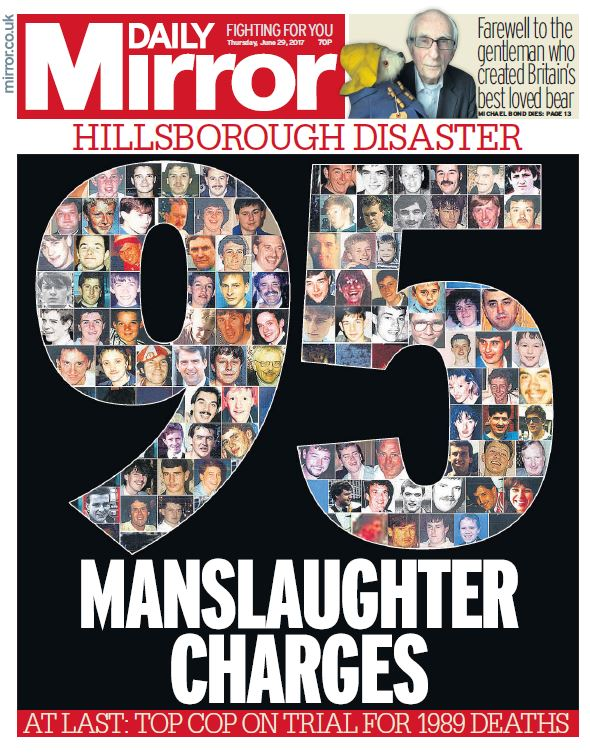 mirror.co.uk
DAILY
Mirror
FIGHTING FOR YOU
Thursday, June 29, 2017 70P
Farewell to the
gentleman who
created Britain's
best loved bear
MICHAEL BOND DIES: PAGE 13
HILLSBOROUGH DISASTER
95
MANSLAUGHTER
CHARGES
AT LAST: TOP COP ON TRIAL FOR 1989 DEATHS